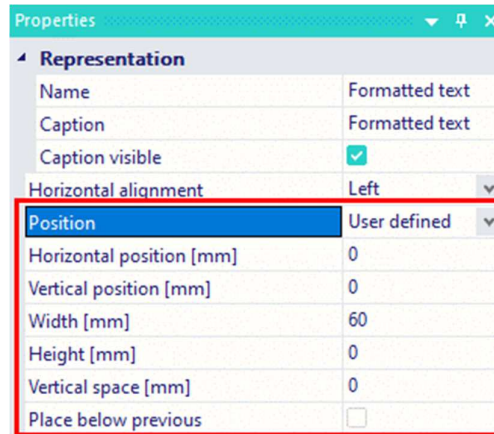 Properties
Representation
Name Formatted text
Caption Formatted text
Caption visible
Horizontal alignment Left
Position User defined
Horizontal position [mm] 0
Vertical position [mm] 0
Width [mm] 60
Height [mm] 0
Vertical space [mm] 0
Place below previous